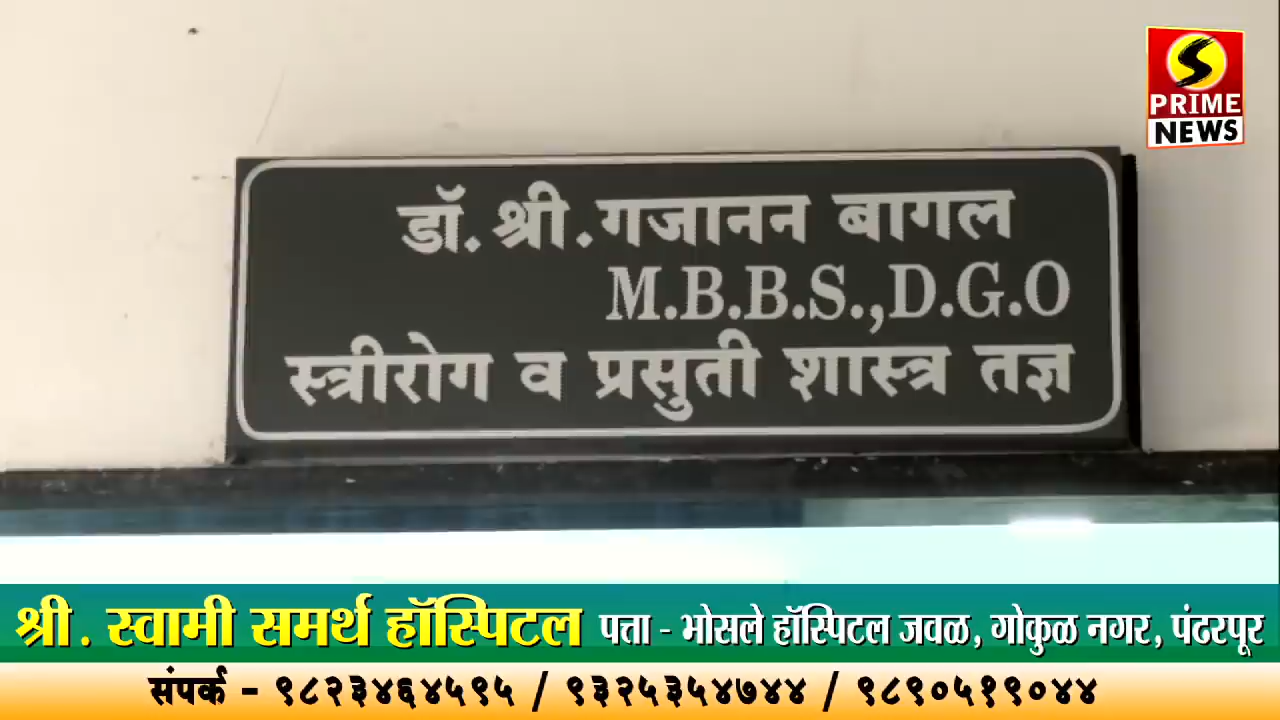 S
PRIME
NEWS
डॉ. श्री. गजानन बागल
M.B.B.S.,D.G.O
स्त्रीरोग व प्रसुती शास्त्र तज्ञ
श्री. स्वामी समर्थ हॉस्पिटल पत्ता - भोसले हॉस्पिटल जवळ, गोकुळ नगर, पंढरपूर
संपर्क - ९८२३४६४५९५ / ९३२५३५४७४४ / ९८९०५१९०४४